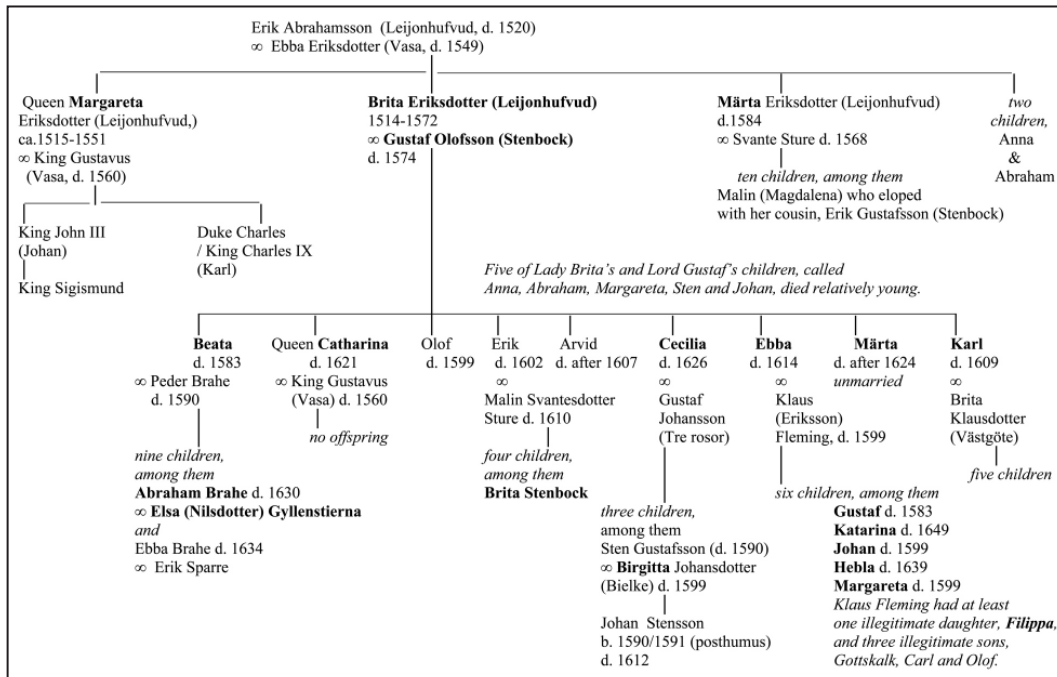 Erik Abrahamsson (Leijonhufvud, d. 1520)
∞ Ebba Eriksdotter (Vasa, d. 1549)
Queen Margareta
Eriksdotter (Leijonhufvud,)
ca.1515-1551
∞ King Gustavus
(Vasa, d. 1560)
Brita Eriksdotter (Leijonhufvud)
1514-1572
∞ Gustaf Olofsson (Stenbock)
d. 1574
Märta Eriksdotter (Leijonhufvud)
d.1584
∞ Svante Sture d. 1568
ten children, among them
Malin (Magdalena) who eloped
with her cousin, Erik Gustafsson (Stenbock)
two
children,
Anna
&
Abraham
King John III
(Johan)
King Sigismund
Duke Charles
/ King Charles IX
(Karl)
Five of Lady Brita's and Lord Gustaf's children, called
Anna, Abraham, Margareta, Sten and Johan, died relatively young.
Beata
d. 1583
∞ Peder Brahe
d. 1590
nine children,
among them
Abraham Brahe d. 1630
∞ Elsa (Nilsdotter) Gyllenstierna
and
Ebba Brahe d. 1634
∞ Erik Sparre
Queen Catharina
d. 1621
∞ King Gustavus
(Vasa) d. 1560
no offspring
Olof
d. 1599
Erik
d. 1602
∞
Malin Svantesdotter
Sture d. 1610
four children,
among them
Brita Stenbock
Arvid
d. after 1607
Cecilia
d. 1626
∞
Gustaf
Johansson
(Tre rosor)
three children,
among them
Sten Gustafsson (d. 1590)
∞ Birgitta Johansdotter
(Bielke) d. 1599
Johan Stensson
b. 1590/1591 (posthumus)
d. 1612
Ebba
d. 1614
∞
Klaus
(Eriksson)
Fleming, d. 1599
six children, among them
Gustaf d. 1583
Katarina d. 1649
Johan d. 1599
Hebla d. 1639
Margareta d. 1599
Klaus Fleming had at least
one illegitimate daughter, Filippa,
and three illegitimate sons,
Gottskalk, Carl and Olof.
Märta
d. after 1624
unmarried
Karl
d. 1609
∞
Brita
Klausdotter
(Västgöte)
five children